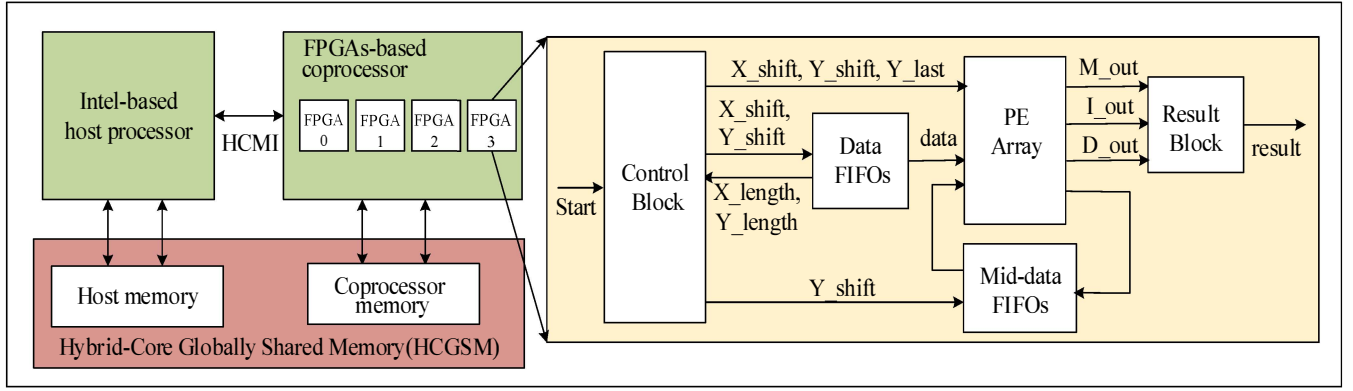 Intel-based
host processor
HCMI
FPGAs-based
coprocessor
FPGA
0
FPGA
1
FPGA
2
FPGA
3
Host memory
Coprocessor
memory
Hybrid-Core Globally Shared Memory(HCGSM)
Start
Control
Block
X_shift, Y_shift, Y_last
X_shift,
Y_shift
X_length,
Y_length
Y_shift
Data
FIFOs
data
PE
Array
Mid-data
FIFOs
M_out
I_out
D_out
Result
Block
result